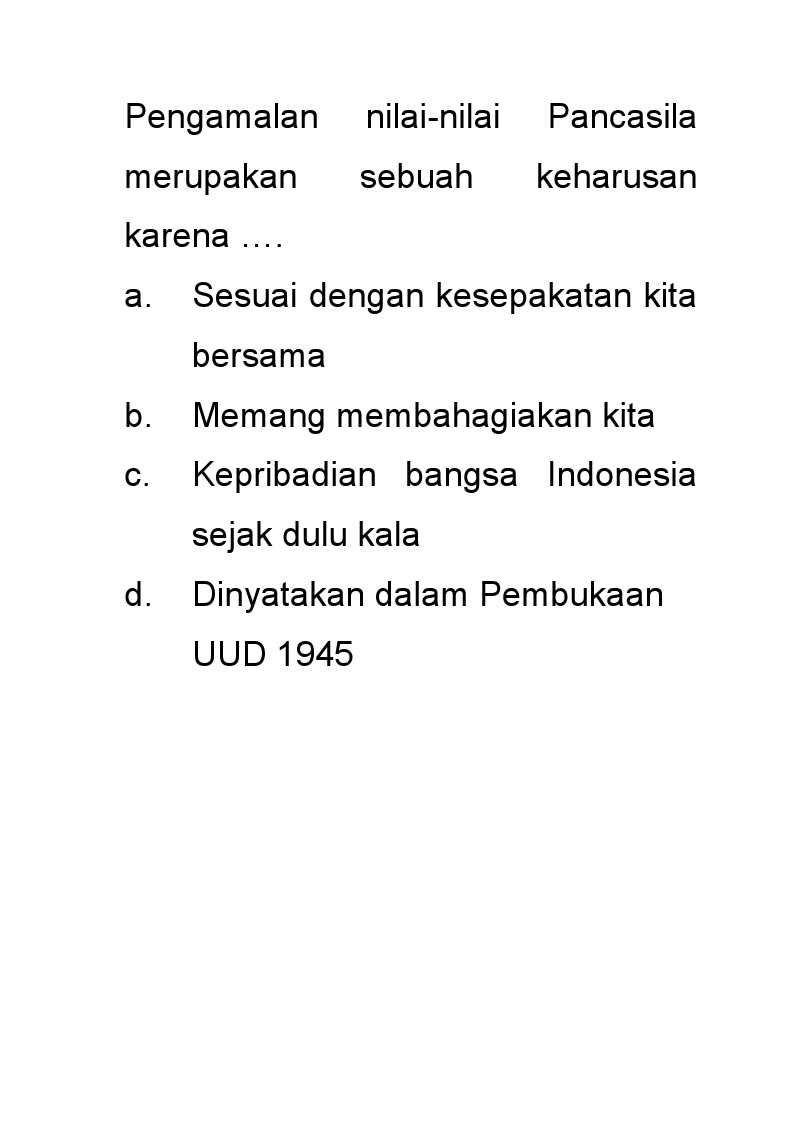 Pengamalan nilai-nilai Pancasila
merupakan sebuah keharusan
karena ….
a. Sesuai dengan kesepakatan kita
bersama
b. Memang membahagiakan kita
c. Kepribadian bangsa Indonesia
sejak dulu kala
d. Dinyatakan dalam Pembukaan
UUD 1945